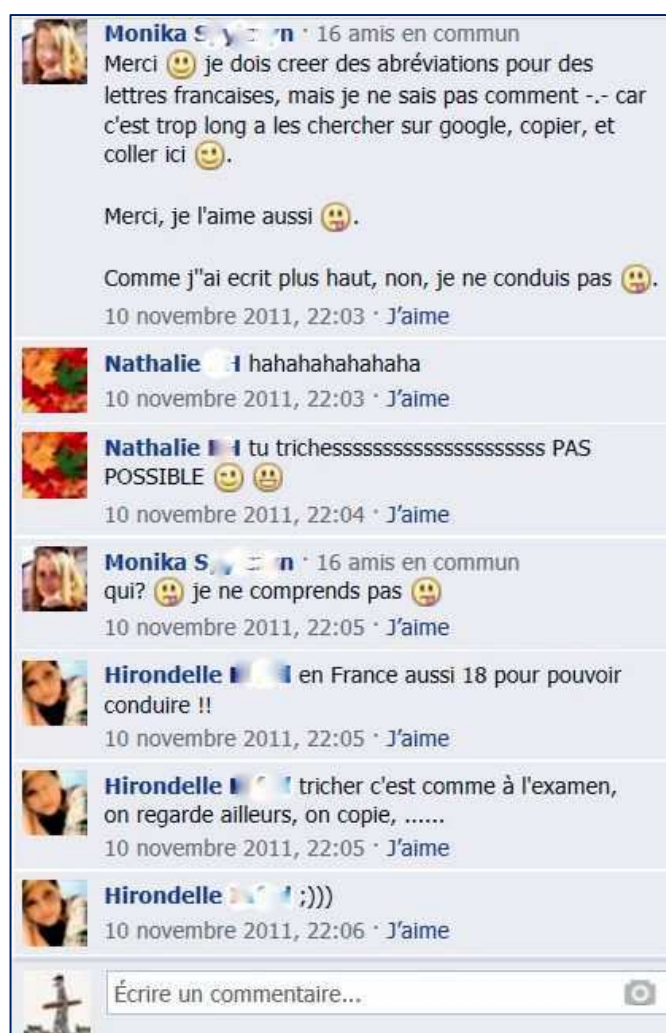 Monika · 16 amis en commun
Merci je dois creer des abréviations pour des
lettres francaises, mais je ne sais pas comment -.- car
c'est trop long a les chercher sur google, copier, et
coller ici .
Merci, je l'aime aussi .
Comme j"ai ecrit plus haut, non, je ne conduis pas .
10 novembre 2011, 22:03 · J'aime
Nathalie hahahahahahaha
10 novembre 2011, 22:03 · J'aime
Nathalie tu trichesssssssssssssssssssssss PAS
POSSIBLE
10 novembre 2011, 22:04 · J'aime
Monika · 16 amis en commun
qui? je ne comprends pas
10 novembre 2011, 22:05 · J'aime
Hirondelle en France aussi 18 pour pouvoir
conduire !!
10 novembre 2011, 22:05 · J'aime
Hirondelle tricher c'est comme à l'examen,
on regarde ailleurs, on copie, ......
10 novembre 2011, 22:05 · J'aime
Hirondelle ;)))
10 novembre 2011, 22:06 · J'aime
Écrire un commentaire...